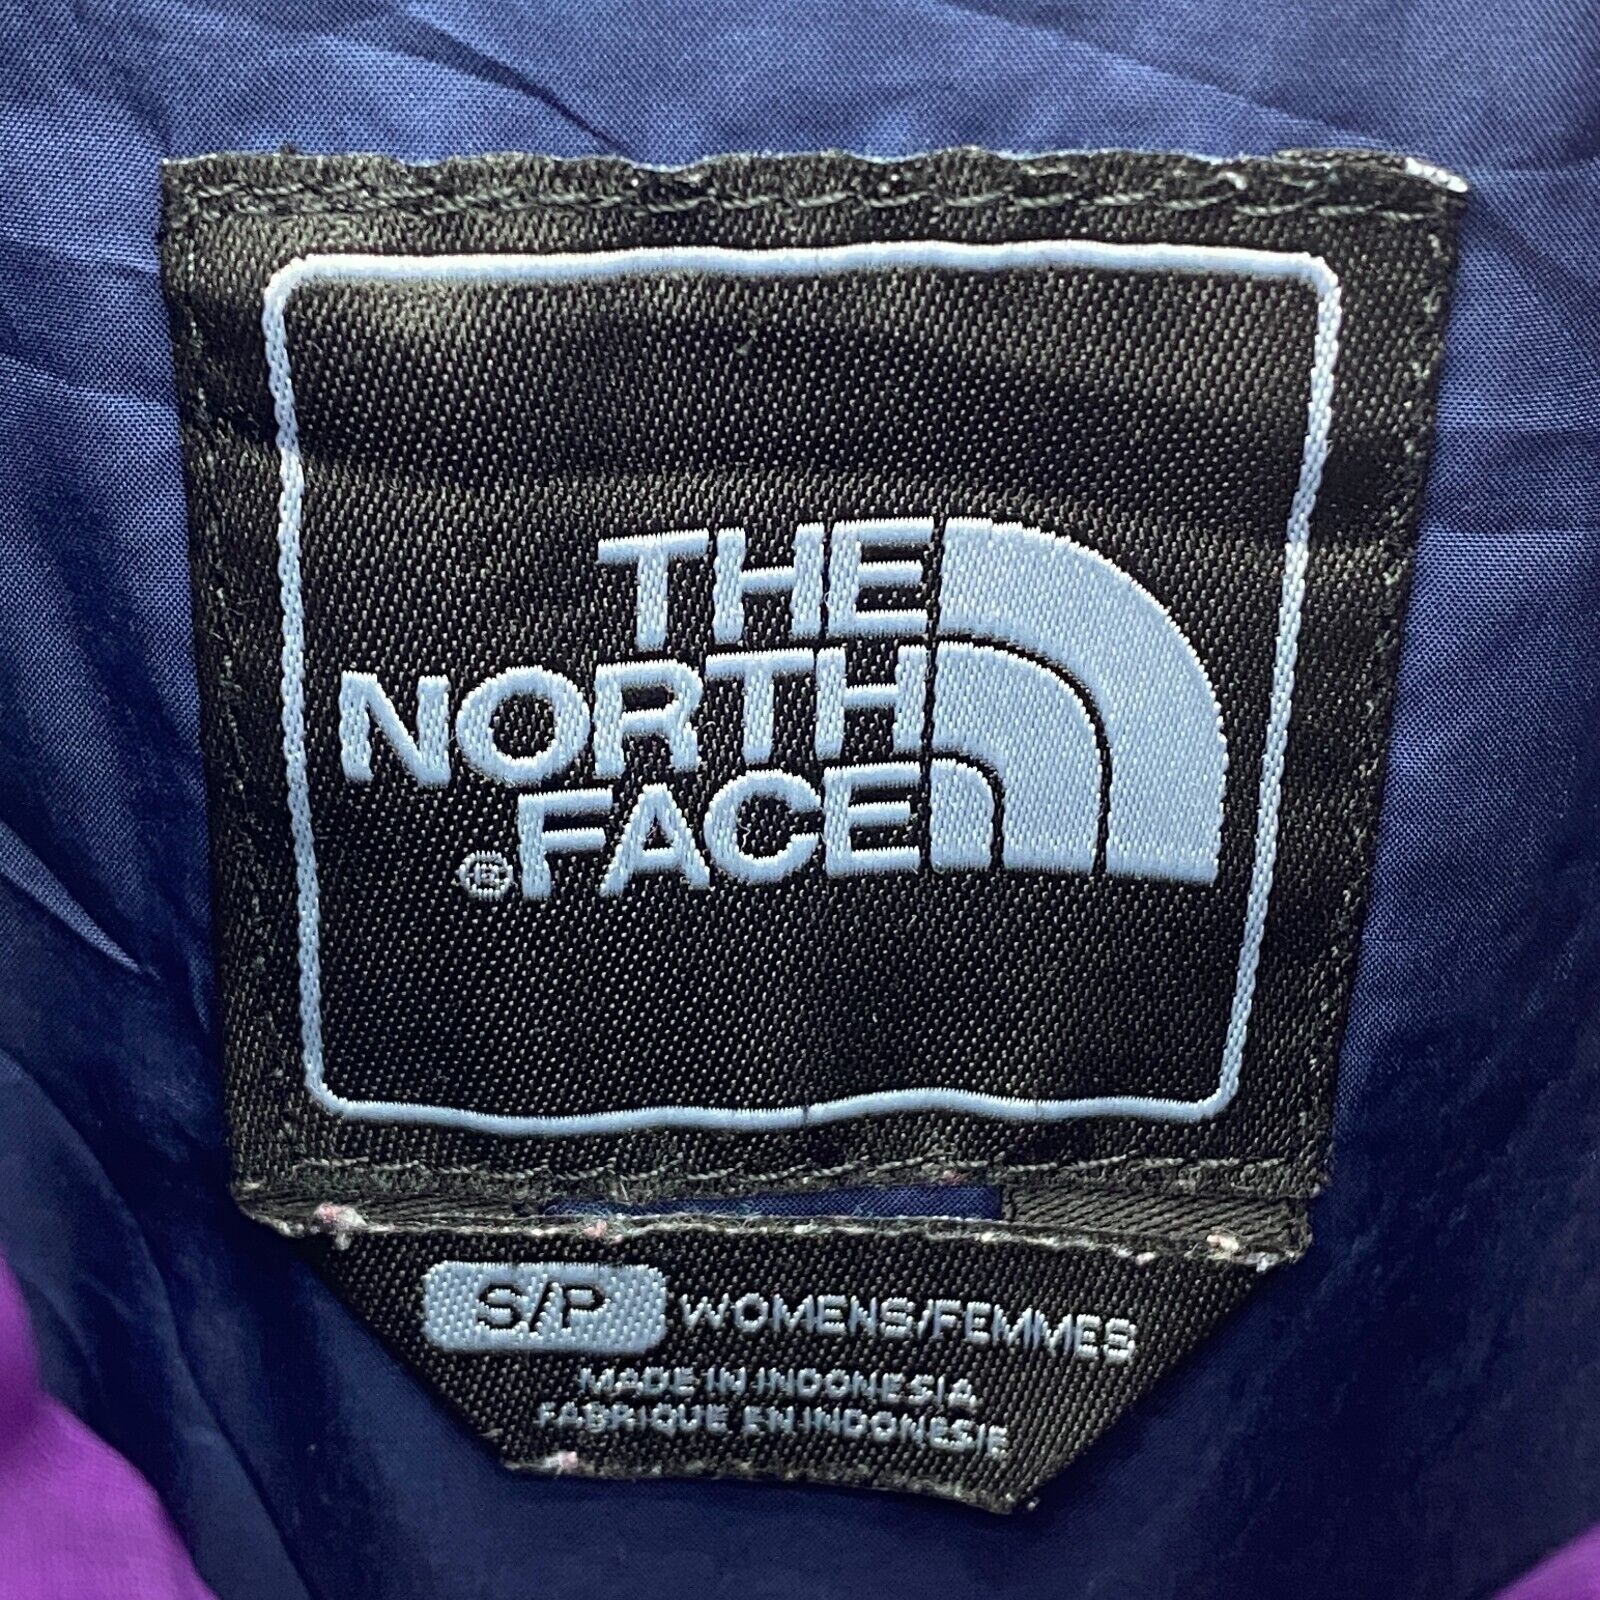 THE
NORTH
® FACE
S/P WOMENS/FEMMES
MADE IN INDONESIA
FABRIQUE EN INDONESIE